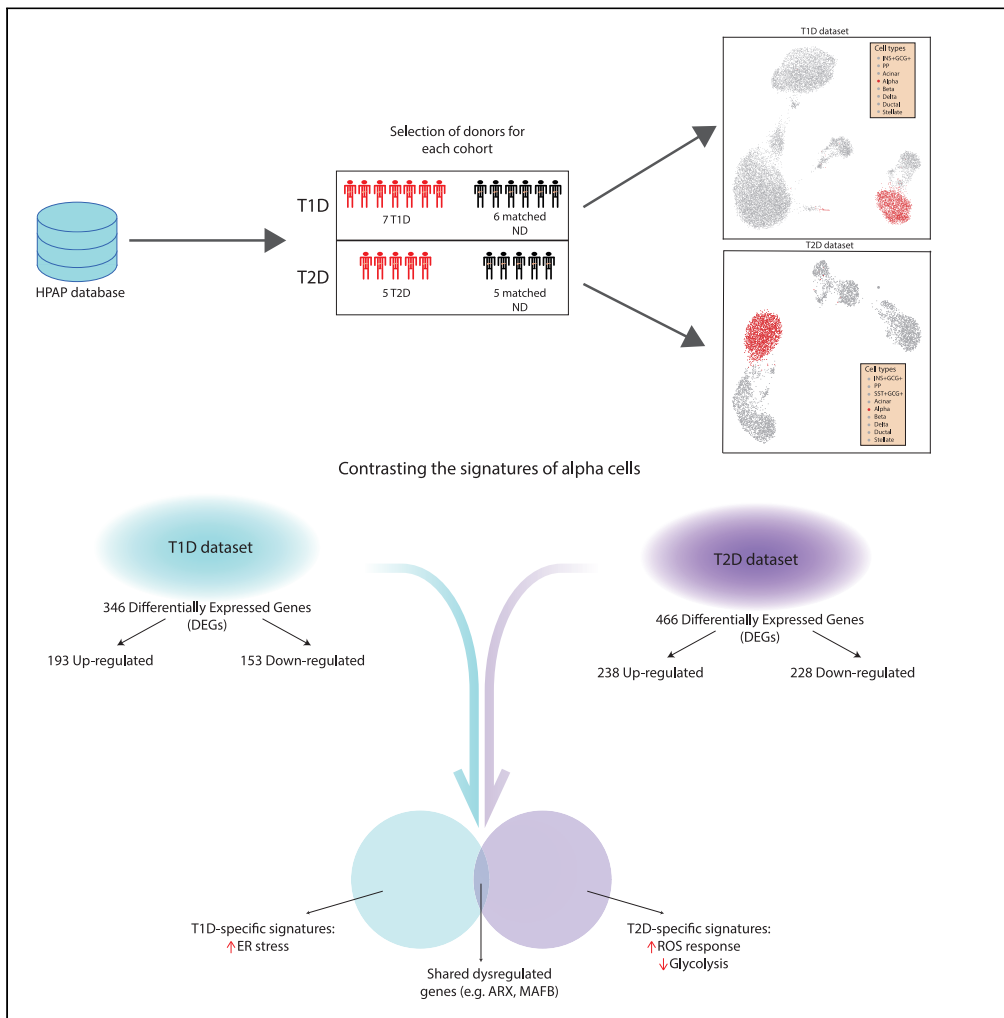 T1D dataset
Cell types
INS+GCG+
PP
Acinar
Alpha
Beta
Delta
Ductal
Stellate
Selection of donors for
each cohort
T1D
7 T1D
6 matched
ND
T2D
5 T2D
5 matched
ND
HPAP database
T2D dataset
Cell types
INS+GCG+
PP
SST+GCG+
Acinar
Alpha
Beta
Delta
Ductal
Stellate
Contrasting the signatures of alpha cells
T1D dataset
346 Differentially Expressed Genes
(DEGs)
193 Up-regulated
153 Down-regulated
T2D dataset
466 Differentially Expressed Genes
(DEGs)
238 Up-regulated
228 Down-regulated
T1D-specific signatures:
↑ER stress
Shared dysregulated
genes (e.g. ARX, MAFB)
T2D-specific signatures:
↑ROS response
↓Glycolysis